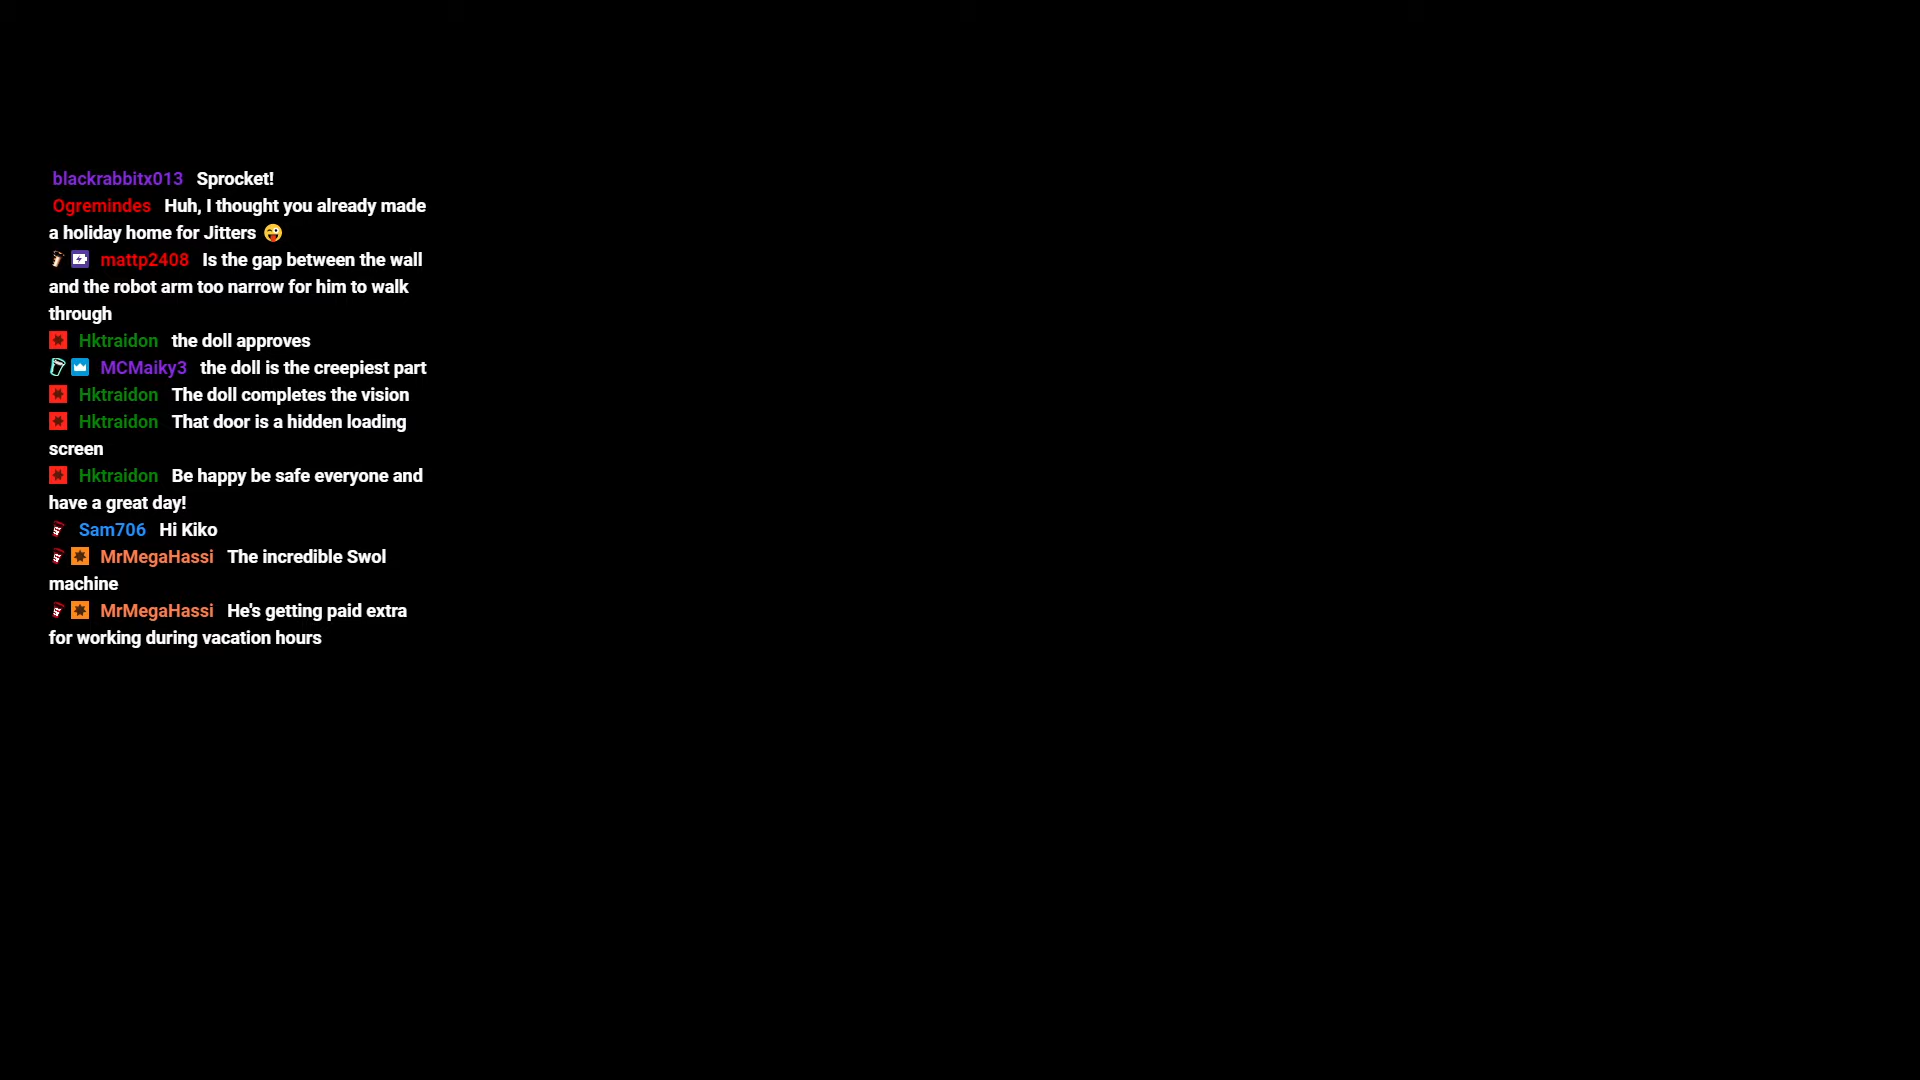 blackrabbitx013 Sprocket!
Ogremindes Huh, I thought you already made
a holiday home for Jitters 😜
mattp2408 Is the gap between the wall
and the robot arm too narrow for him to walk
through
Hktraidon the doll approves
MCMaiky3 the doll is the creepiest part
Hktraidon The doll completes the vision
Hktraidon That door is a hidden loading
screen
Hktraidon Be happy be safe everyone and
have a great day!
Sam706 Hi Kiko
MrMegaHassi The incredible Swol
machine
MrMegaHassi He's getting paid extra
for working during vacation hours